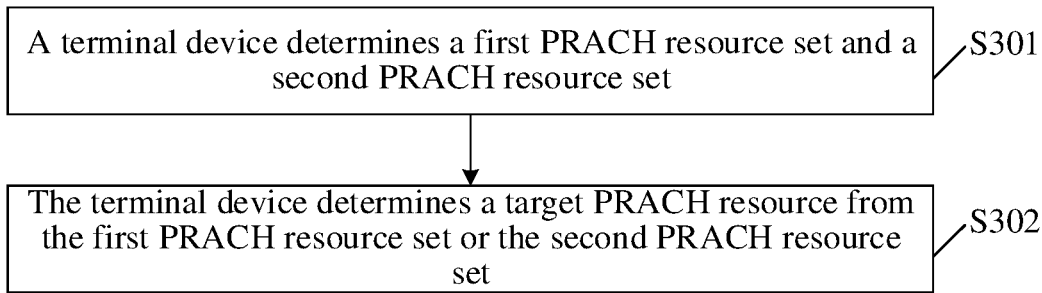 A terminal device determines a first PRACH resource set and a
second PRACH resource set
S301
The terminal device determines a target PRACH resource from
the first PRACH resource set or the second PRACH resource
set
S302